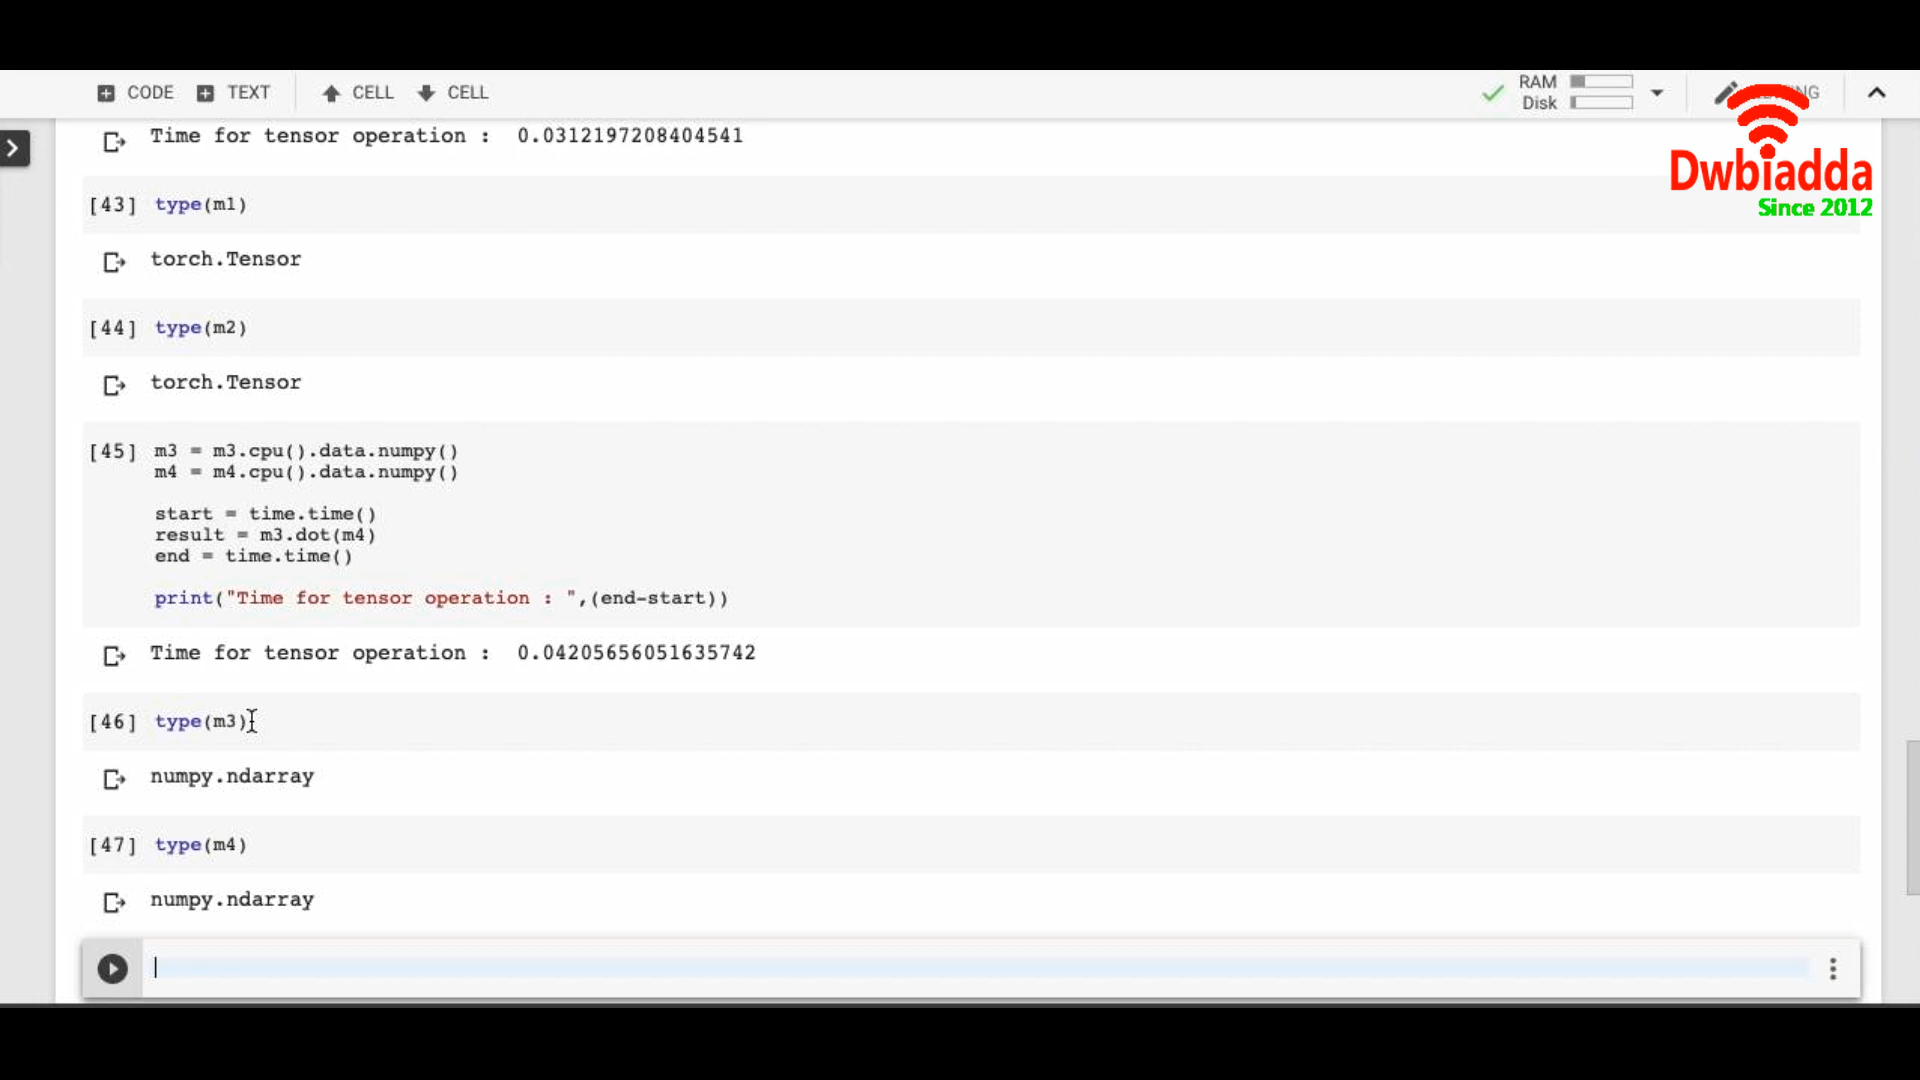 CODE TEXT CELL CELL RAM Disk
Time for tensor operation :  0.0312197208404541
[43] type(m1)
torch.Tensor
[44] type(m2)
torch.Tensor
[45] m3 = m3.cpu().data.numpy()
m4 = m4.cpu().data.numpy()
start = time.time()
result = m3.dot(m4)
end = time.time()
print("Time for tensor operation : ",(end-start))
Time for tensor operation :  0.04205656051635742
[46] type(m3)
numpy.ndarray
[47] type(m4)
numpy.ndarray
Dwbiadda
Since 2012